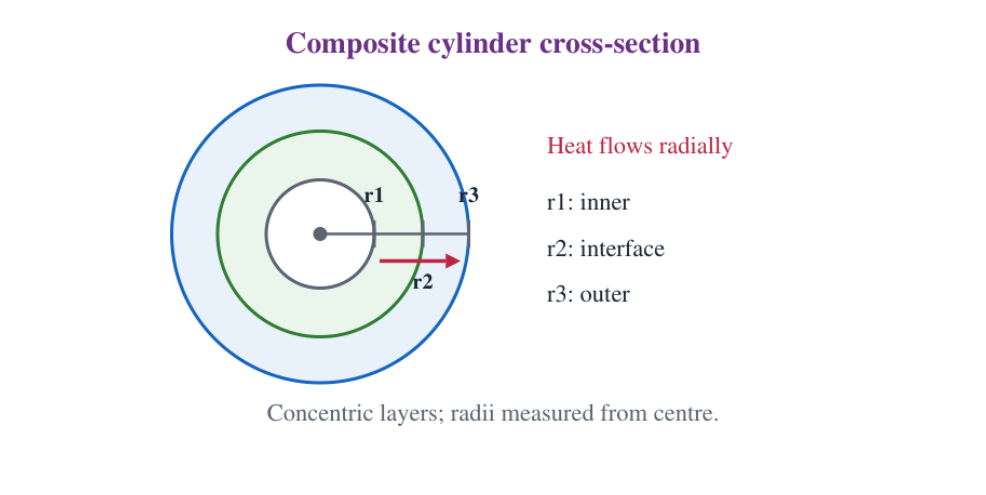 Composite cylinder cross-section
r1
r3
r2
Heat flows radially
r1: inner
r2: interface
r3: outer
Concentric layers; radii measured from centre.